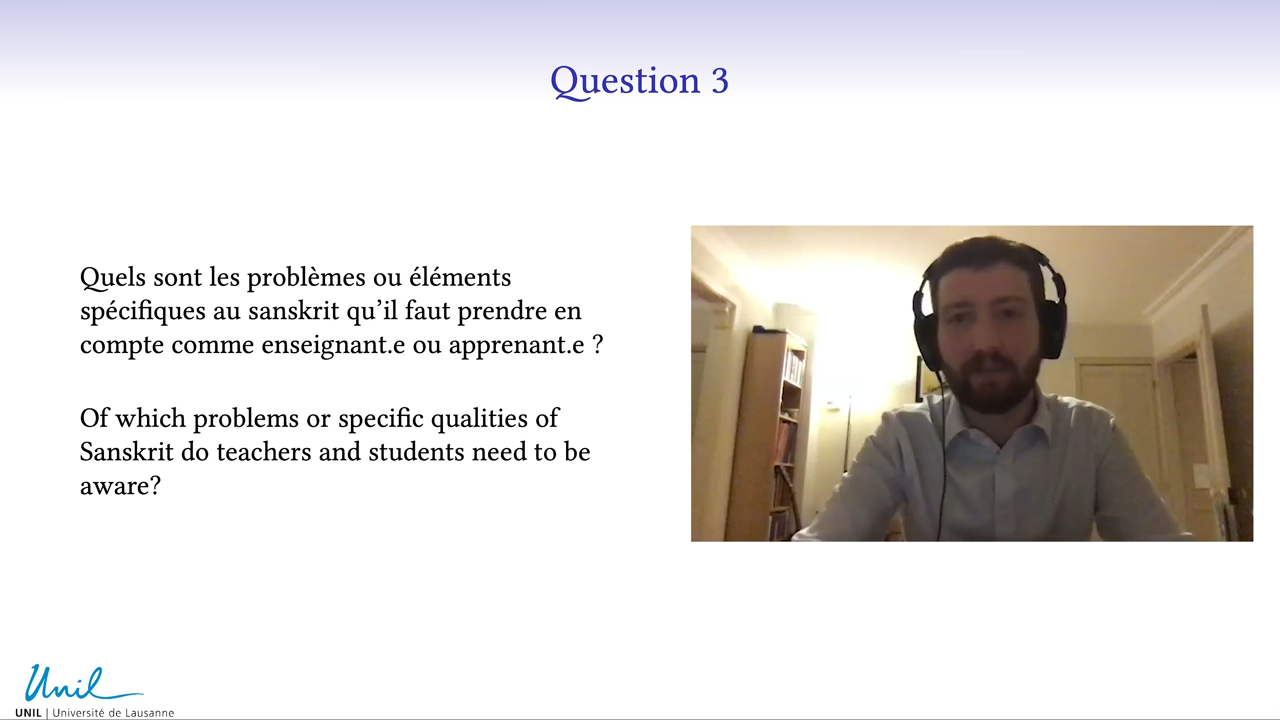 Question 3
Quels sont les problèmes ou éléments
spécifiques au sanskrit qu’il faut prendre en
compte comme enseignant.e ou apprenant.e ?
Of which problems or specific qualities of
Sanskrit do teachers and students need to be
aware?
Unil
UNIL | Université de Lausanne